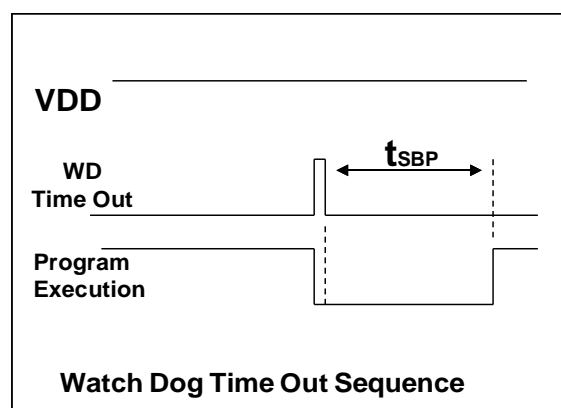 VDD
tSBP
WD
Time Out
Program
Execution
Watch Dog Time Out Sequence